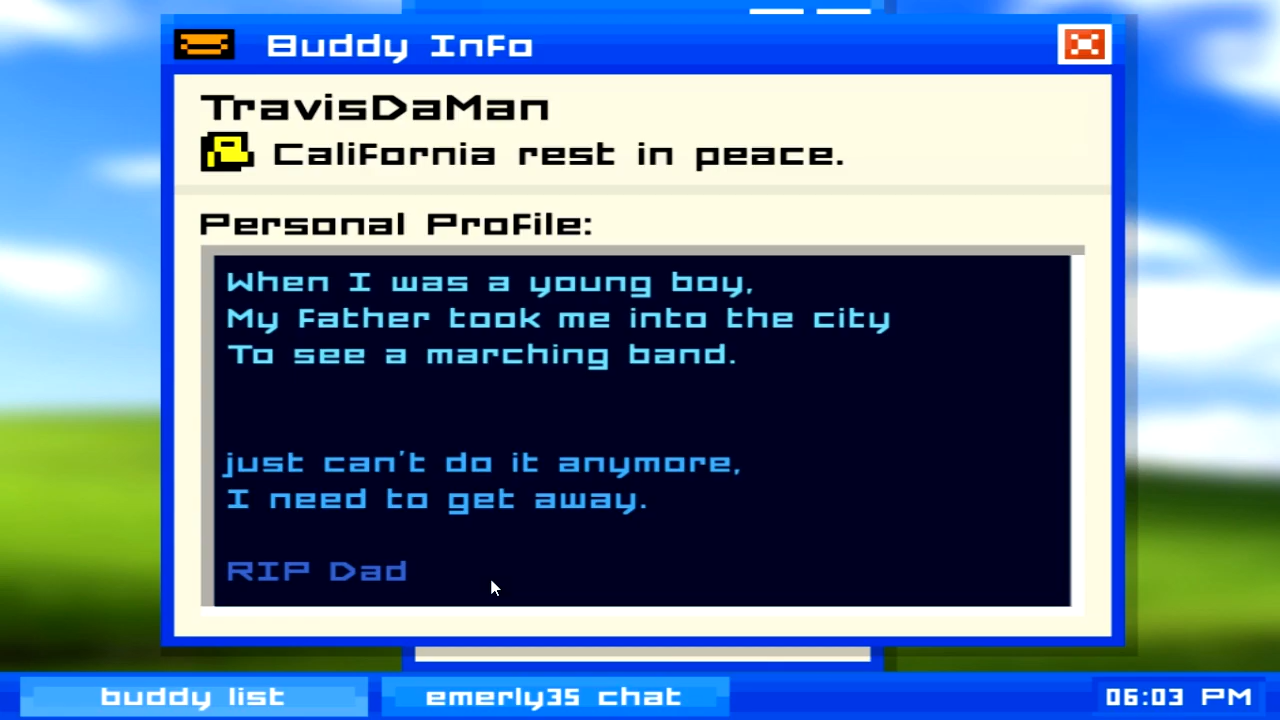 Buddy Info
TravisDaMan
California rest in peace.
Personal Profile:
When I was a young boy,
My father took me into the city
To see a marching band.
just can't do it anymore,
I need to get away.
RIP Dad
buddy list
emerly35 chat
06:03 PM